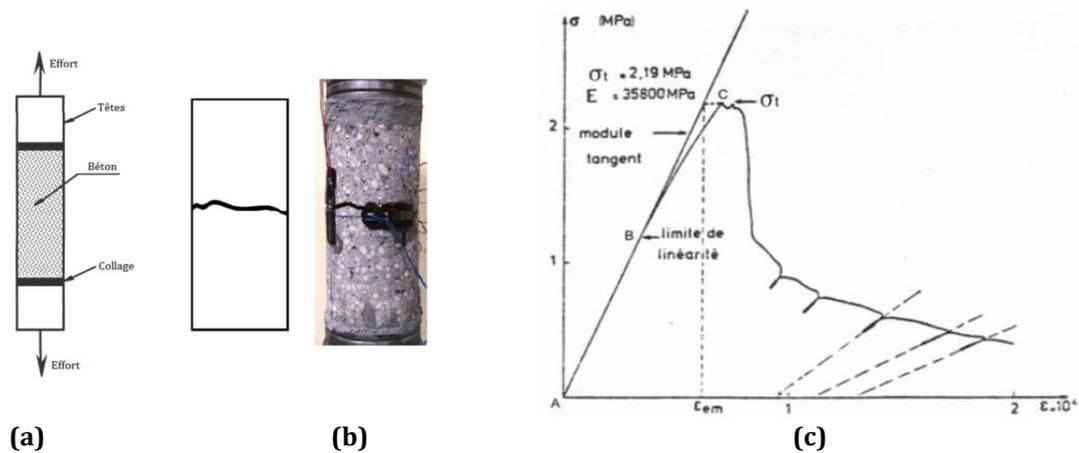 Effort
Têtes
Béton
Collage
Effort
(a)
(b)
σ (MPa)
σt = 2,19 MPa
E = 35800 MPa
C
σt
2
module
tangent
B
limite de
linéarité
1
A
εem
1
2
ε.10⁴
(c)